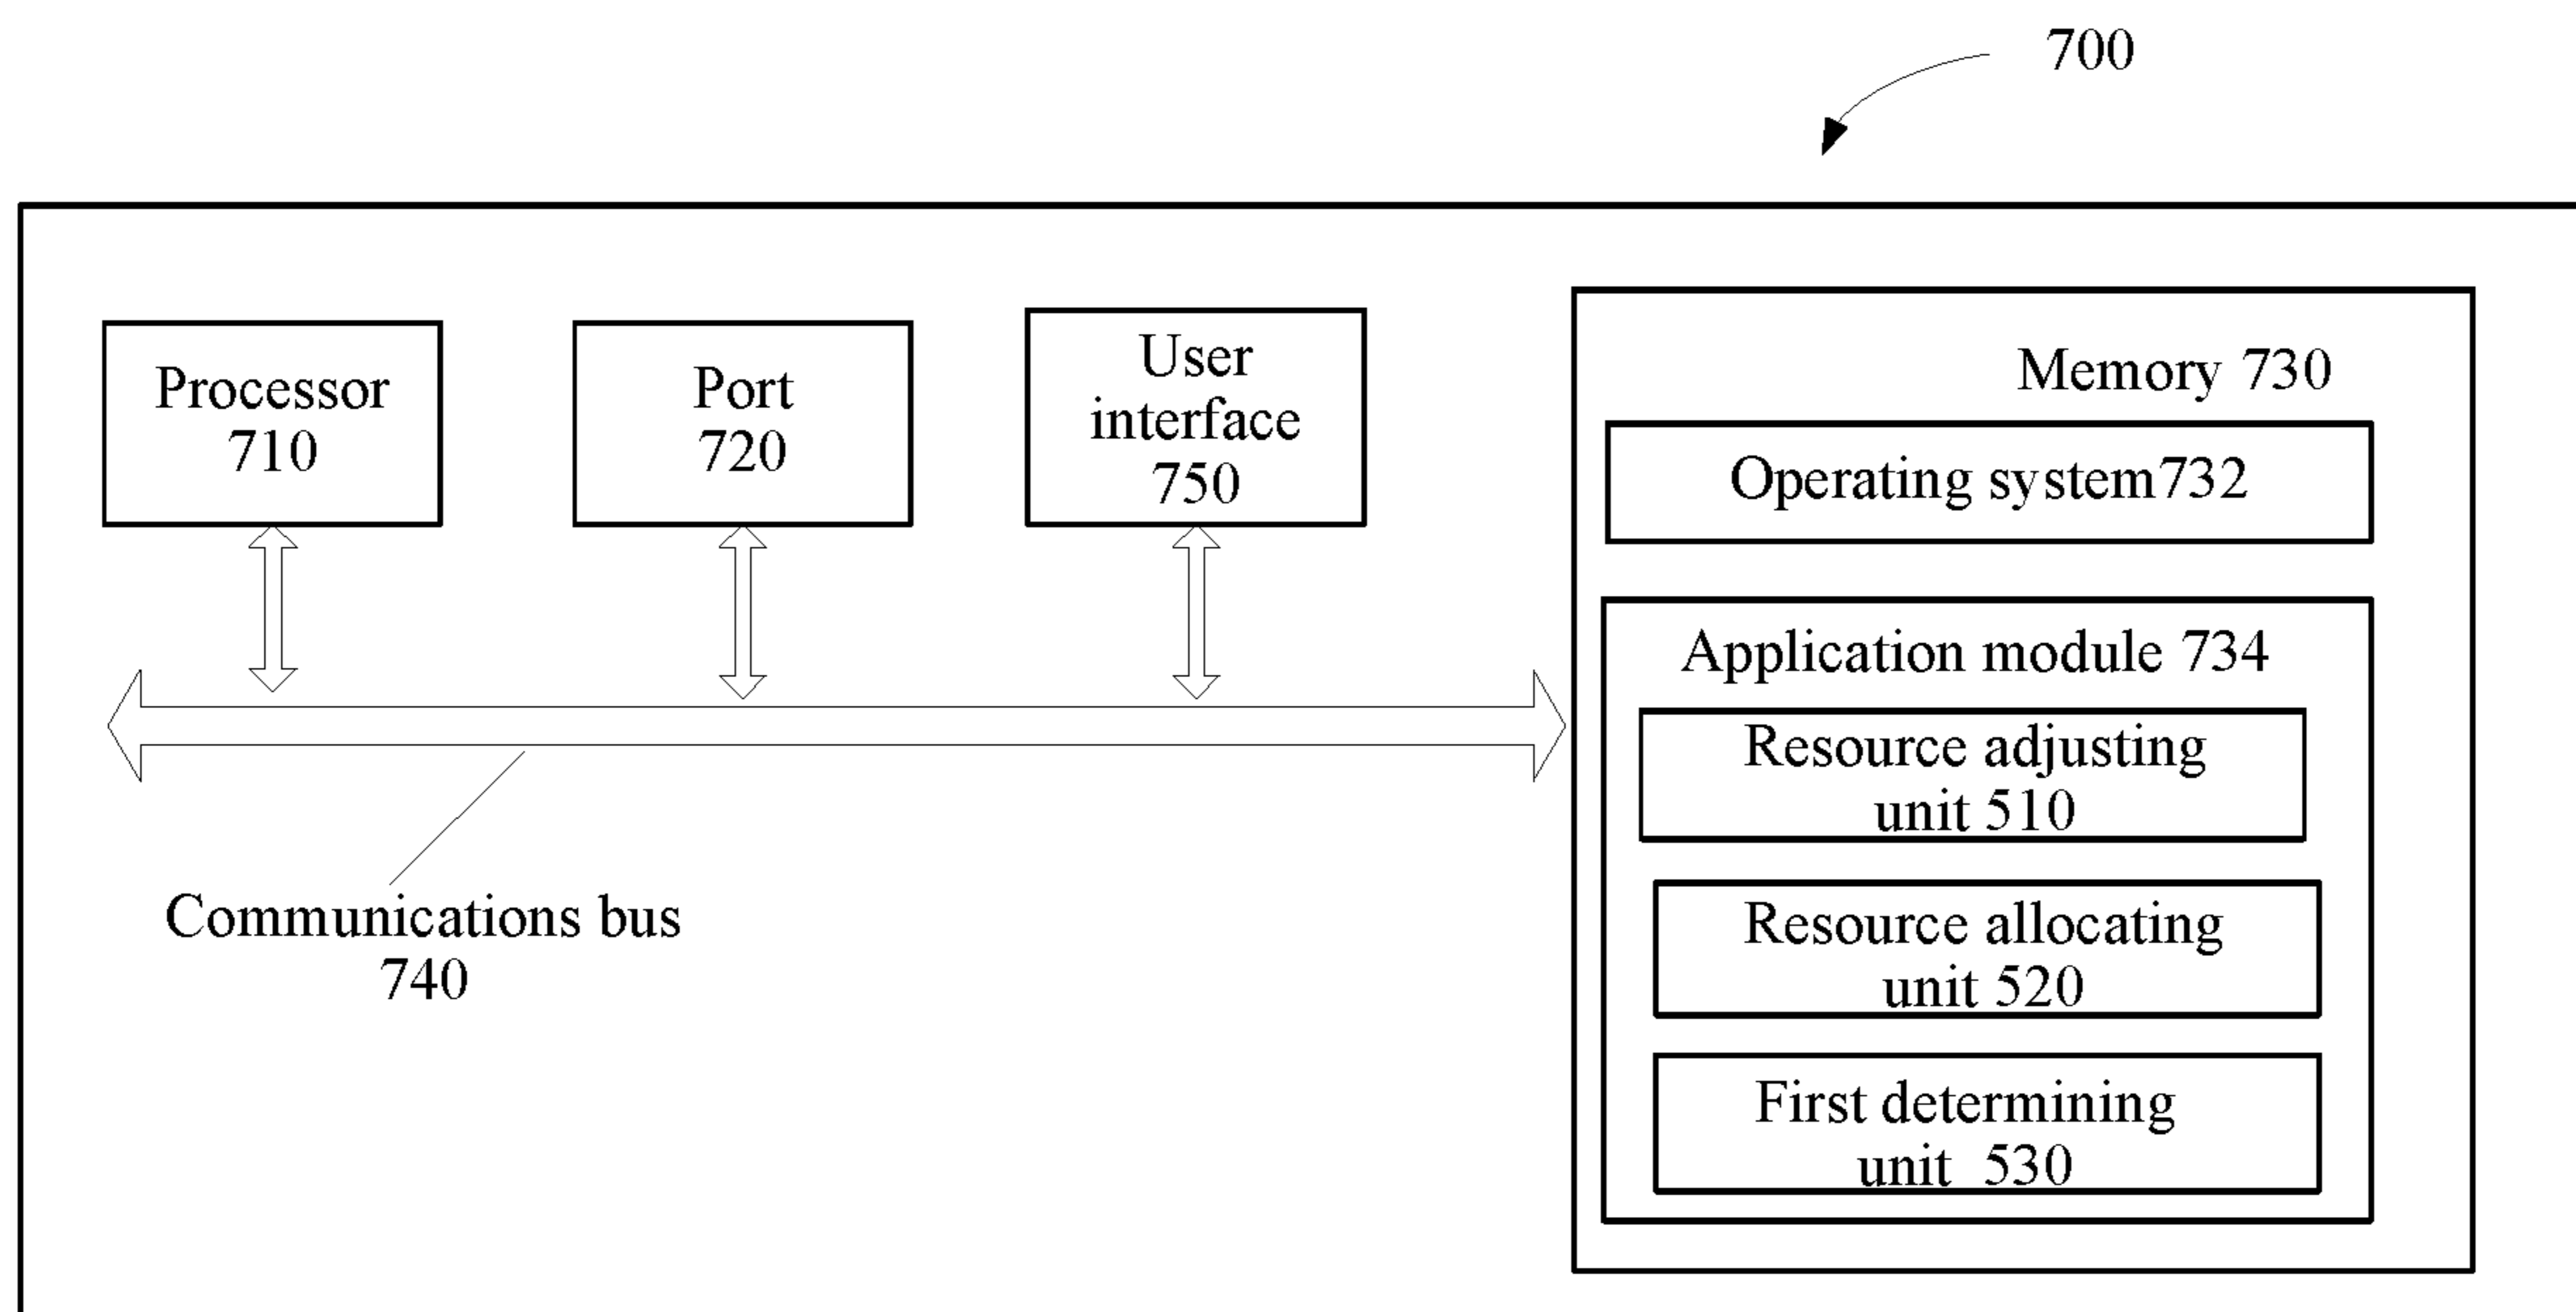 700
Processor
710
Port
720
User
interface
750
Memory 730
Operating system732
Application module 734
Resource adjusting
unit 510
Resource allocating
unit 520
First determining
unit 530
Communications bus
740